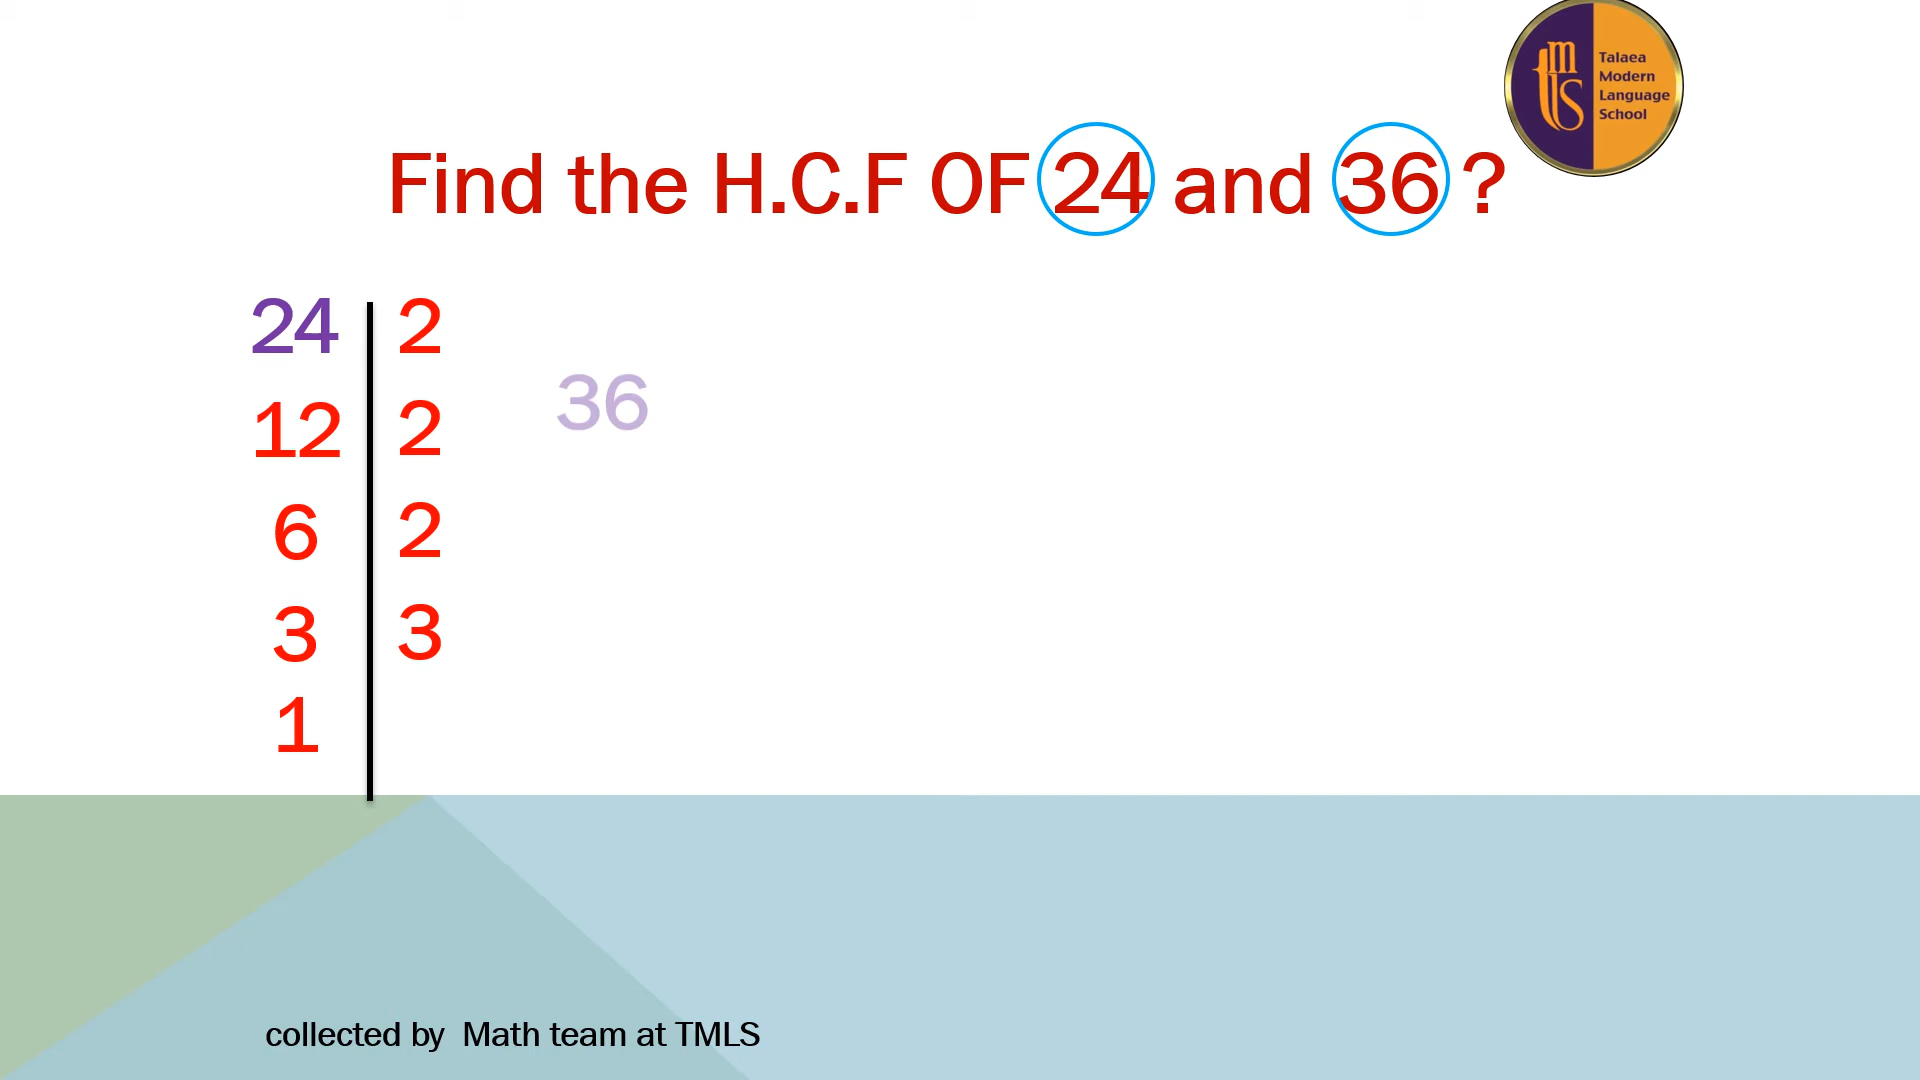 Talaea
Modern
Language
School
Find the H.C.F OF 24 and 36 ?
24 2
36
12 2
6 2
3 3
1
collected by  Math team at TMLS